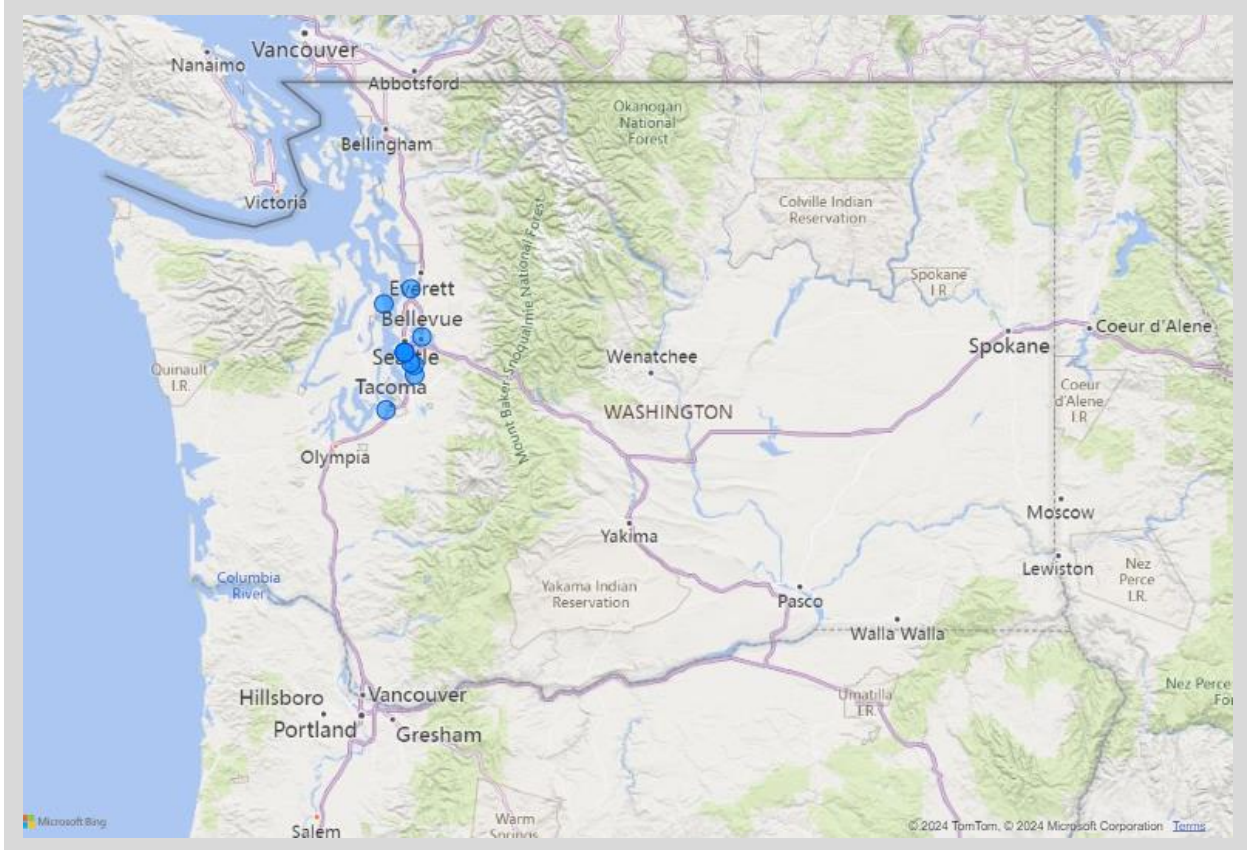 Vancouver
Nanaimo
Abbotsford
Okanogan
National
Forest
Bellingham
Victoria
Colville Indian
Reservation
Mount Baker-Snoqualmie National Forest
Spokane
I.R.
Everett
Bellevue
Coeur d'Alene
Spokane
Seattle
Wenatchee
Quinault
I.R.
Tacoma
Coeur
d'Alene
I.R.
WASHINGTON
Olympia
Moscow
Yakima
Lewiston
Nez
Perce
I.R.
Columbia
River
Yakama Indian
Reservation
Pasco
Walla Walla
Nez Perce
Fo
Hillsboro
Vancouver
Umatilla
I.R.
Portland
Gresham
Microsoft Bing
Salem
Warm
Springs
© 2024 TomTom, © 2024 Microsoft Corporation Terms